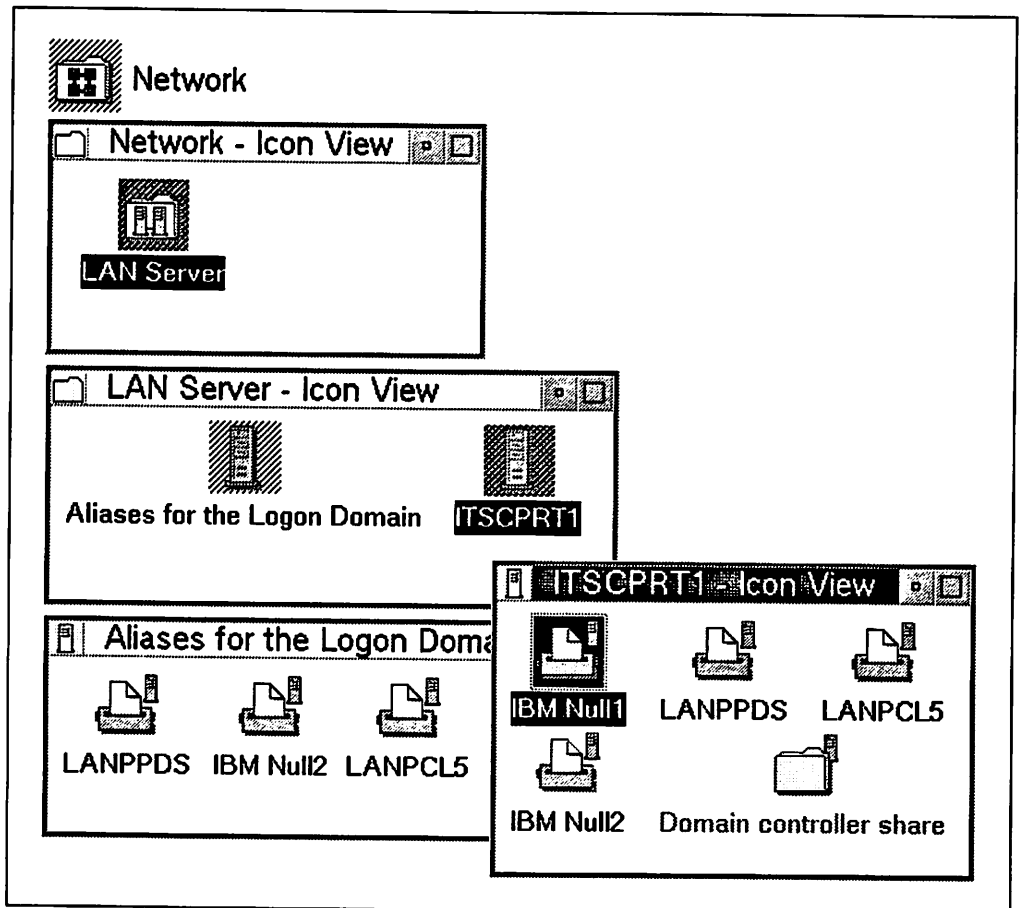 Network
Network - Icon View
LAN Server
LAN Server - Icon View
Aliases for the Logon Domain
ITSCPRT1
Aliases for the Logon Doma
LANPPDS IBM Null2 LANPCL5
ITSCPRT1 - Icon View
IBM Null1 LANPPDS LANPCL5
IBM Null2 Domain controller share